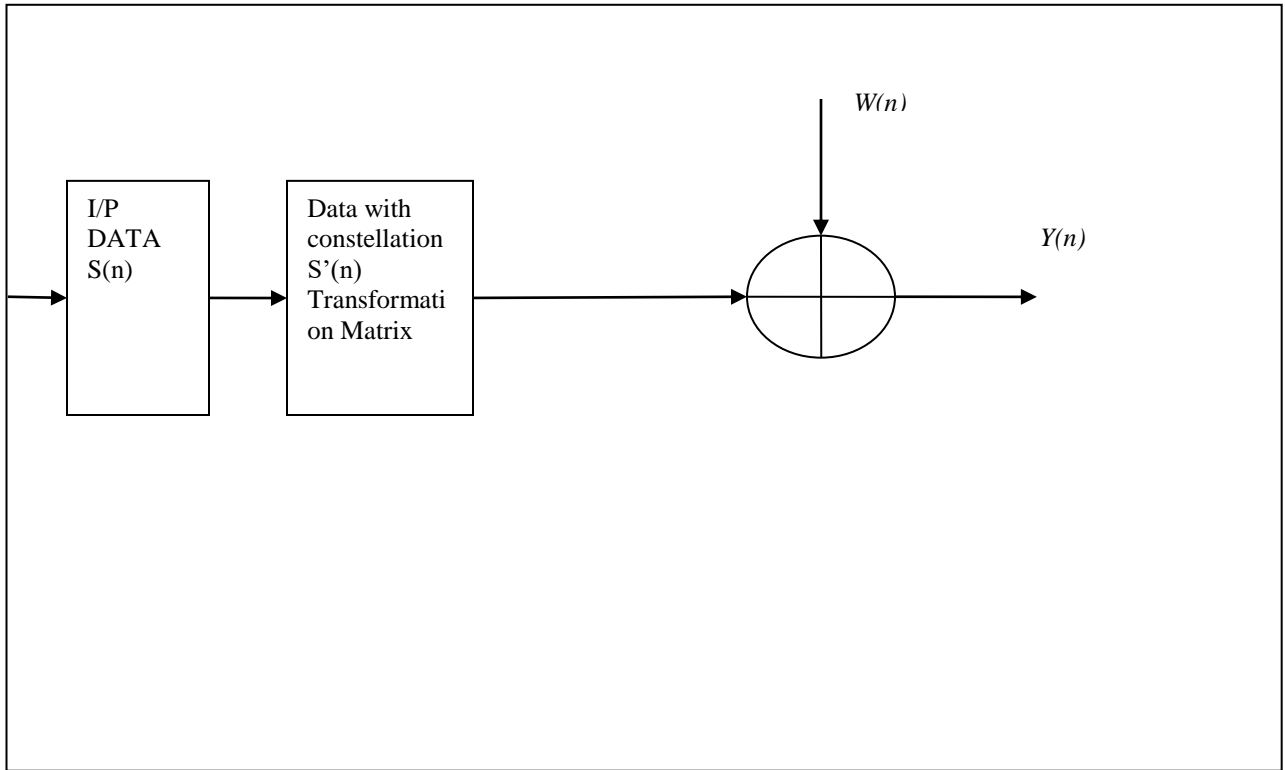 W(n)
I/P
DATA
S(n)
Data with
constellation
S’(n)
Transformati
on Matrix
Y(n)